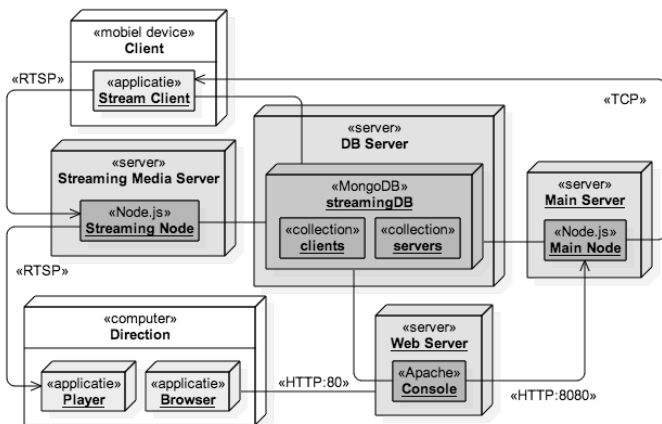 «mobiel device»
Client
«RTSP»
«applicatie»
Stream Client
«TCP»
«server»
DB Server
«server»
Streaming Media Server
«MongoDB»
streamingDB
«server»
Main Server
«Node.js»
Streaming Node
«collection»
clients
«collection»
servers
«Node.js»
Main Node
«RTSP»
«computer»
Direction
«server»
Web Server
«applicatie»
Player
«applicatie»
Browser
«HTTP:80»
«Apache»
Console
«HTTP:8080»